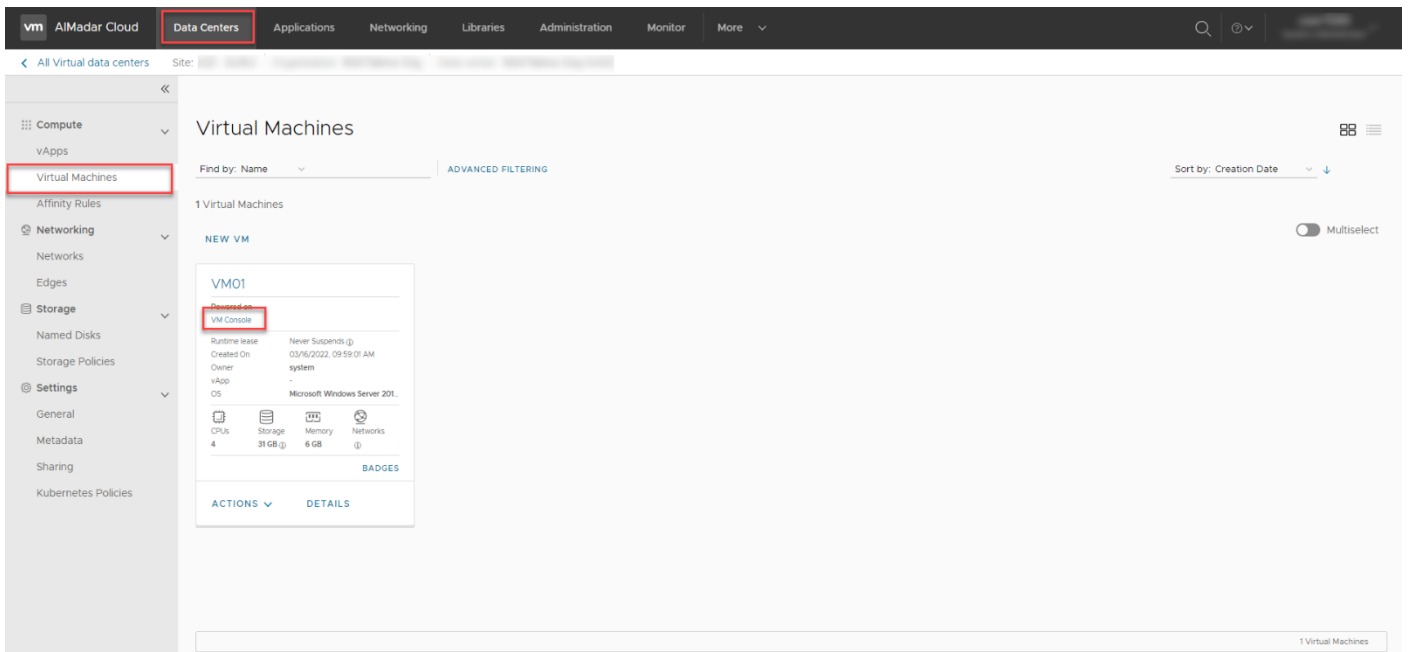 vm AlMadar Cloud Data Centers Applications Networking Libraries Administration Monitor More
All Virtual data centers Site:
Compute
vApps
Virtual Machines
Affinity Rules
Networking
Networks
Edges
Storage
Named Disks
Storage Policies
Settings
General
Metadata
Sharing
Kubernetes Policies
Virtual Machines
Find by: Name ADVANCED FILTERING Sort by: Creation Date
1 Virtual Machines
NEW VM Multiselect
VM01
Powered on
VM Console
Runtime lease Never Suspends
Created On 03/16/2022, 09:59:01 AM
Owner system
vApp -
OS Microsoft Windows Server 201...
CPUs Storage Memory Networks
4 31 GB 6 GB
BADGES
ACTIONS DETAILS
1 Virtual Machines